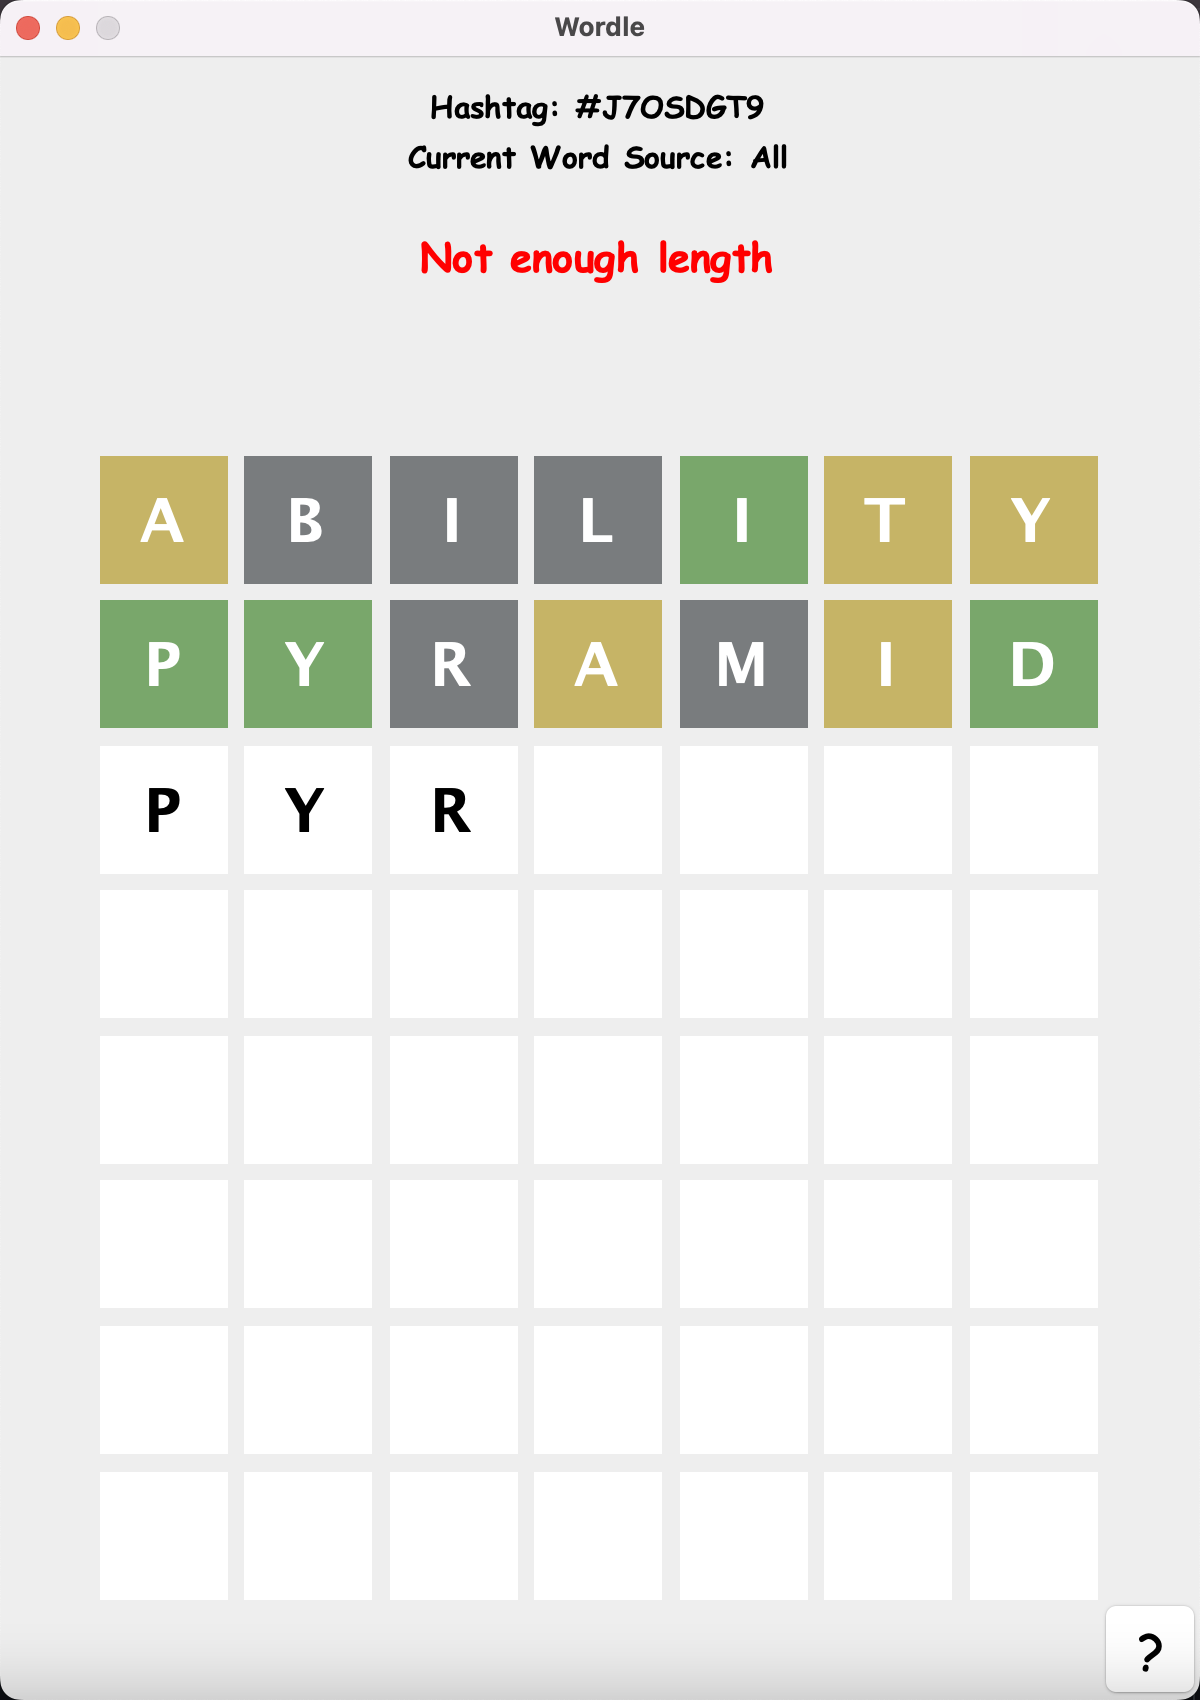 Wordle
Hashtag: #J7OSDGT9
Current Word Source: All
Not enough length
A B I L I T Y
P Y R A M I D
P Y R
?